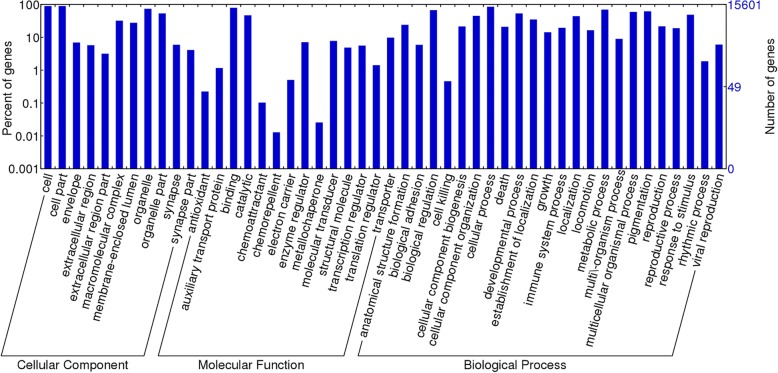 100
10
1
0.1
0.01
0.001
Percent of genes
15601
49
0
Number of genes
cell
cell part
envelope
extracellular region
extracellular region part
macromolecular complex
membrane-enclosed lumen
organelle
organelle part
synapse
synapse part
antioxidant
auxiliary transport protein
binding
catalytic
chemoattractant
chemorepellent
electron carrier
enzyme regulator
metallochaperone
molecular transducer
structural molecule
transcription regulator
translation regulator
transporter
anatomical structure formation
biological adhesion
biological regulation
cell killing
cellular component biogenesis
cellular component organization
cellular process
death
developmental process
establishment of localization
growth
immune system process
localization
locomotion
metabolic process
multi\-organism process
multicellular organismal process
pigmentation
reproduction
reproductive process
response to stimulus
rhythmic process
viral reproduction
Cellular Component
Molecular Function
Biological Process